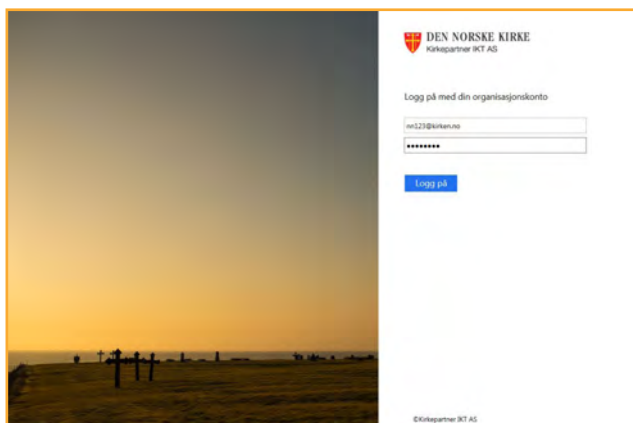 DEN NORSKE KIRKE
Kirkepartner IKT AS
Logg på med din organisasjonskonto
nn123@kirken.no
••••••••
Logg på
©Kirkepartner IKT AS